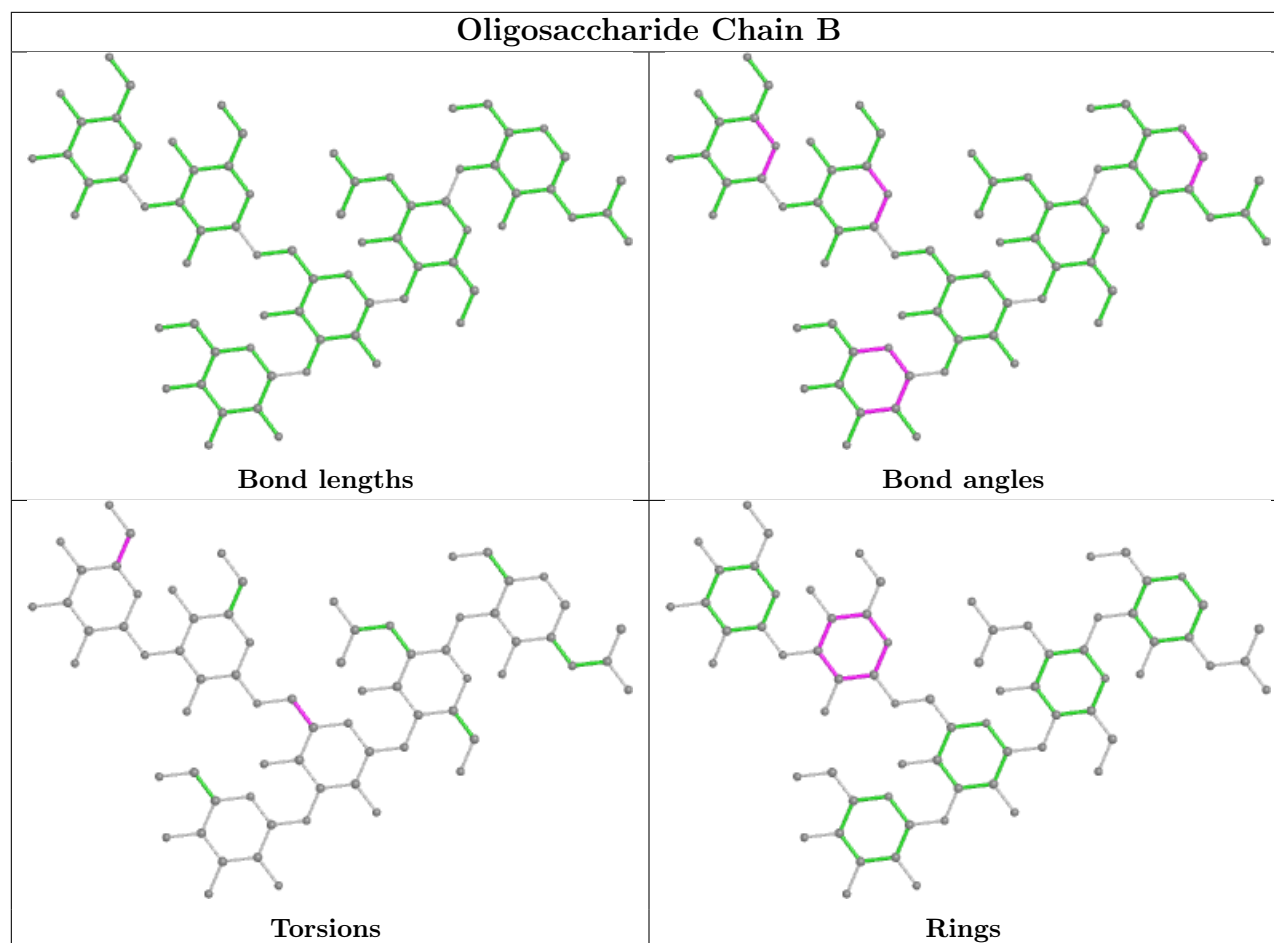 Oligosaccharide Chain B
Bond lengths
Bond angles
Torsions
Rings